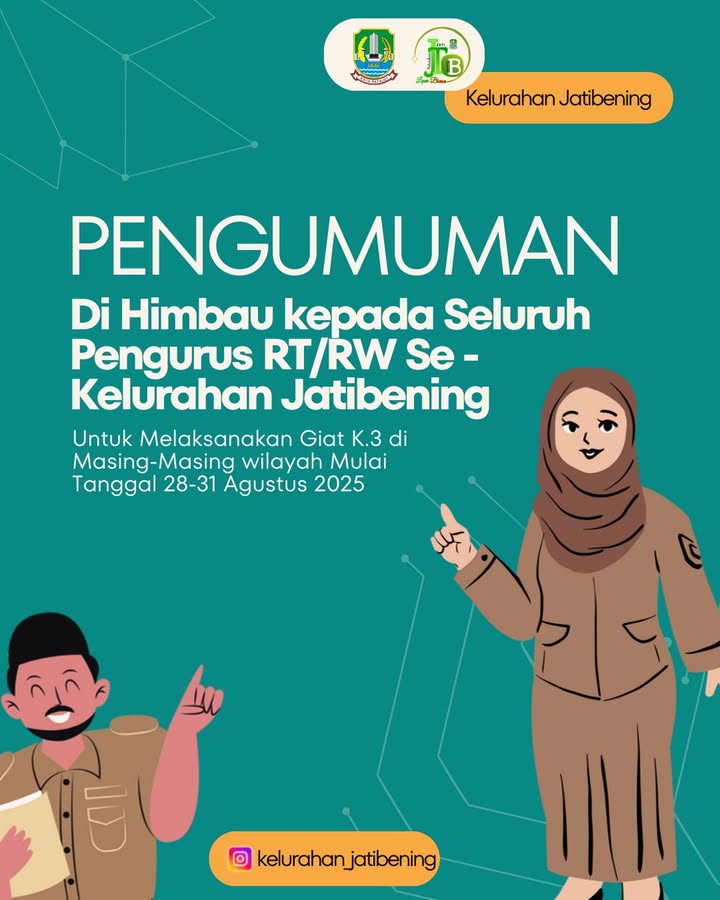 Kelurahan Jatibening
PENGUMUMAN
Di Himbau kepada Seluruh
Pengurus RT/RW Se -
Kelurahan Jatibening
Untuk Melaksanakan Giat K.3 di
Masing-Masing wilayah Mulai
Tanggal 28-31 Agustus 2025
kelurahan_jatibening